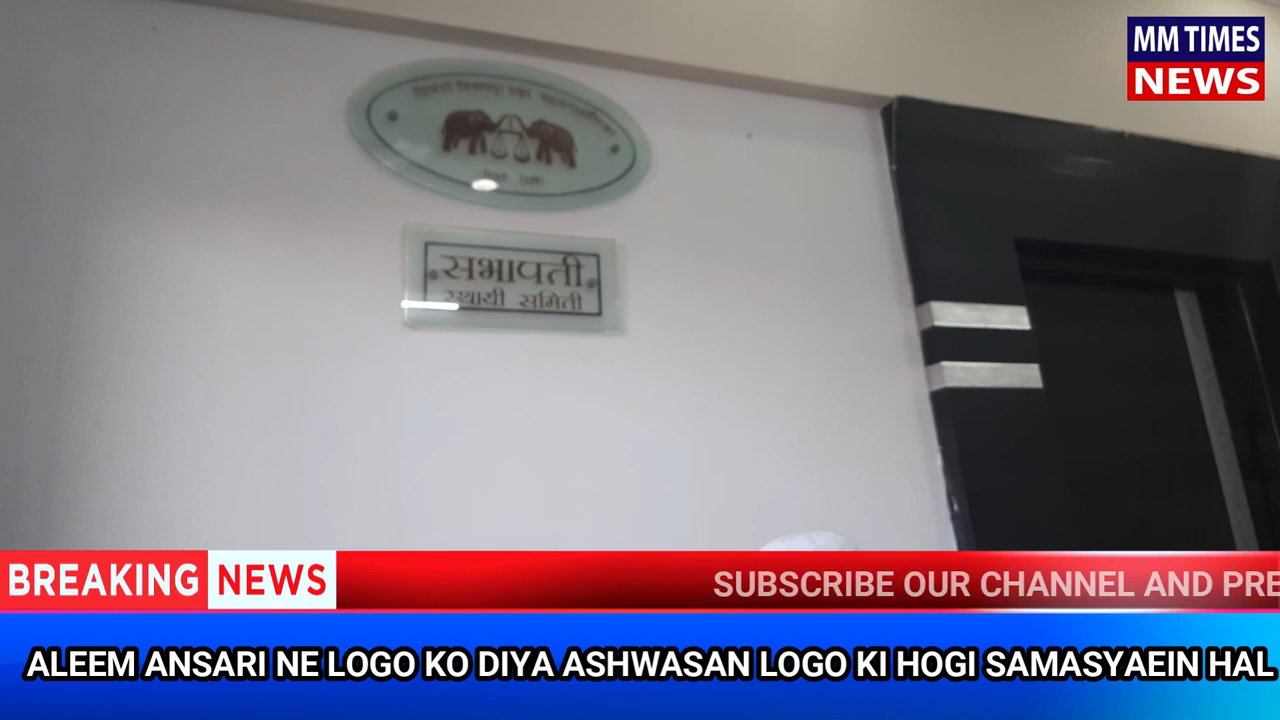 MM TIMES
NEWS
सभापती
स्थायी समिती
BREAKING NEWS
SUBSCRIBE OUR CHANNEL AND PRE
ALEEM ANSARI NE LOGO KO DIYA ASHWASAN LOGO KI HOGI SAMASYAEIN HAL